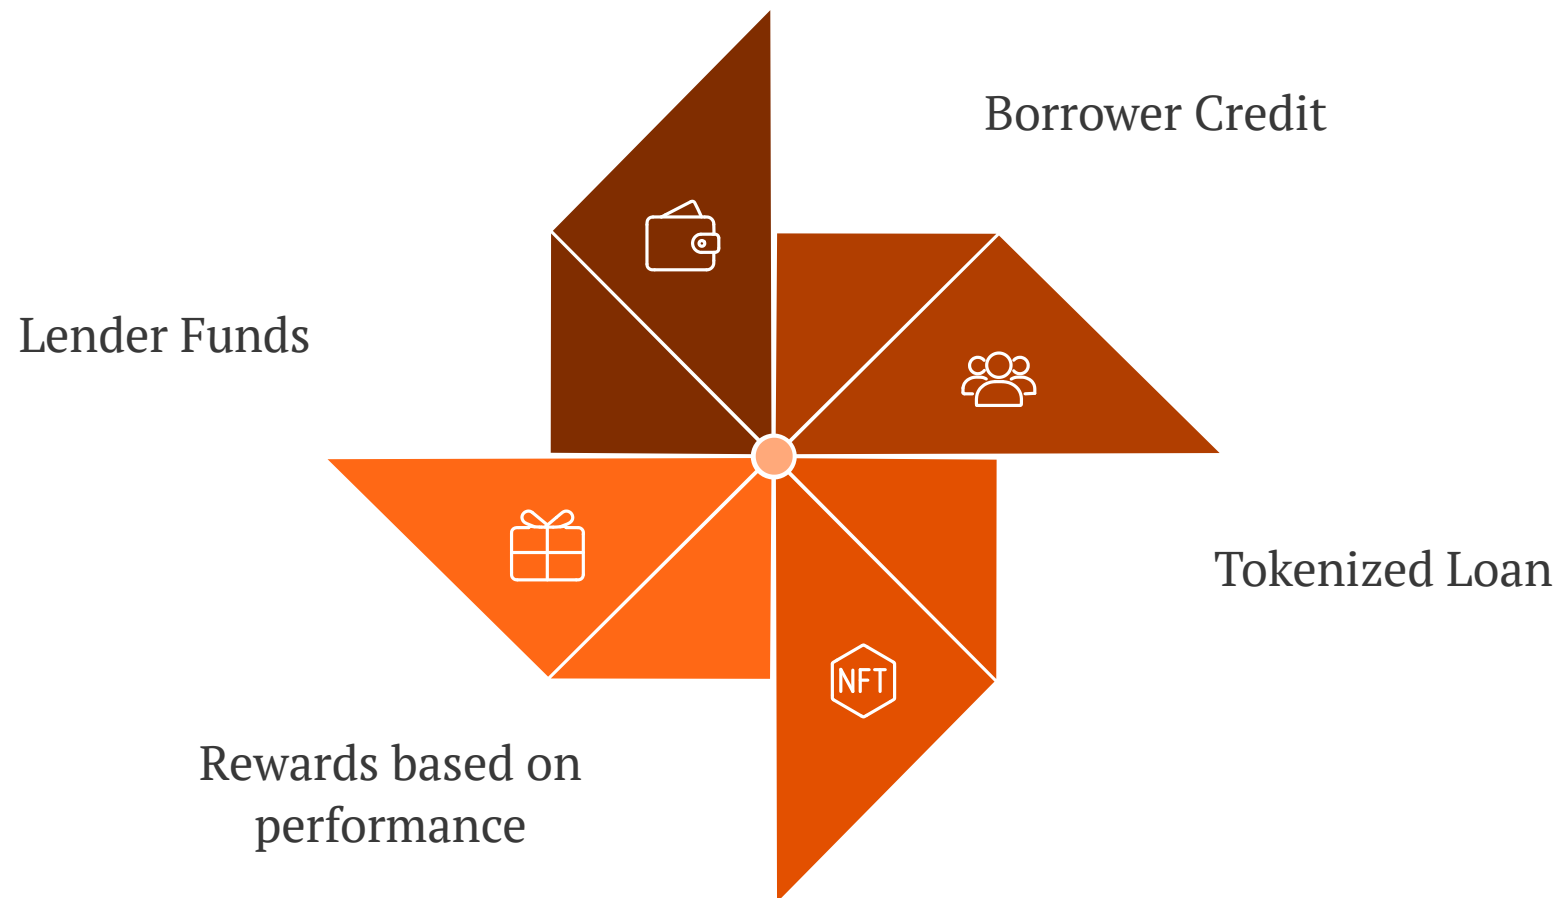 Borrower Credit
Lender Funds
Tokenized Loan
NFT
Rewards based on
performance